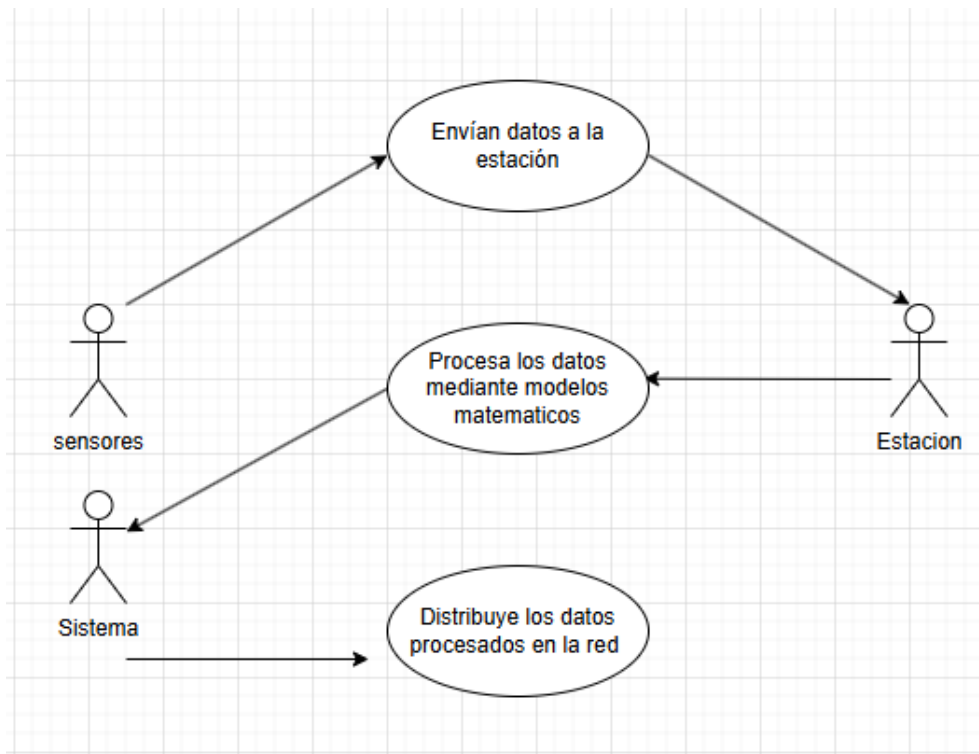 Envían datos a la
estación
Procesa los datos
mediante modelos
matematicos
sensores
Estacion
Sistema
Distribuye los datos
procesados en la red